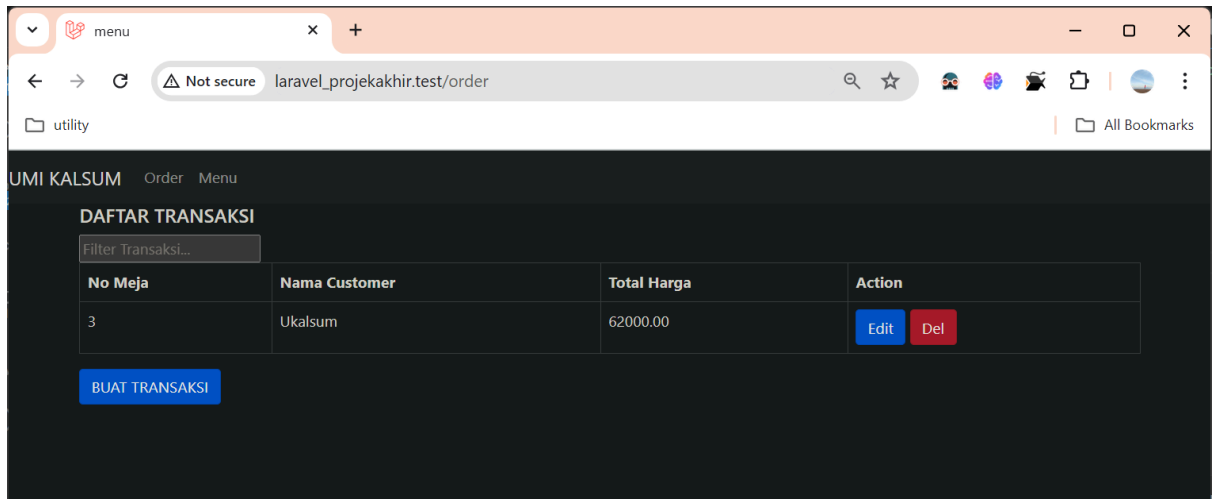 menu
Not secure laravel_projekakhir.test/order
utility All Bookmarks
UMI KALSUM Order Menu
DAFTAR TRANSAKSI
Filter Transaksi...
No Meja Nama Customer Total Harga Action
3 Ukalsum 62000.00 Edit Del
BUAT TRANSAKSI